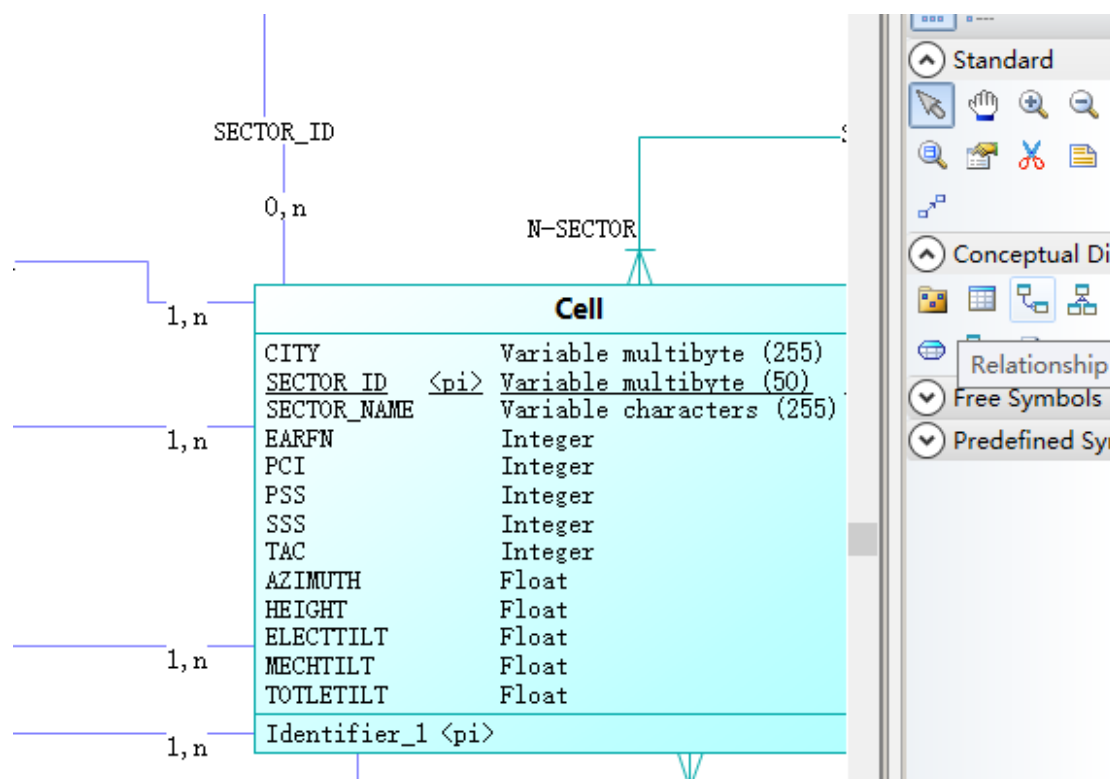 Standard
SECTOR_ID
0,n
N-SECTOR
Conceptual Di
1,n
Cell
Relationship
CITY Variable multibyte (255)
SECTOR_ID <pi> Variable multibyte (50)
SECTOR_NAME Variable characters (255)
Free Symbols
1,n
EARFN Integer
Predefined Syr
PCI Integer
PSS Integer
SSS Integer
TAC Integer
AZIMUTH Float
HEIGHT Float
ELECTTILT Float
1,n
MECHTILT Float
TOTLETILT Float
Identifier_1 <pi>
1,n